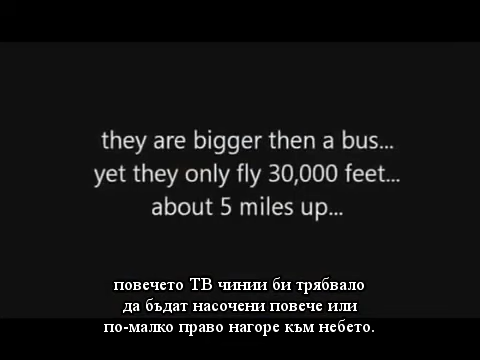 they are bigger then a bus...
yet they only fly 30,000 feet...
about 5 miles up...
повечето ТВ чинии би трябвало
да бъдат насочени повече или
по-малко право нагоре към небето.